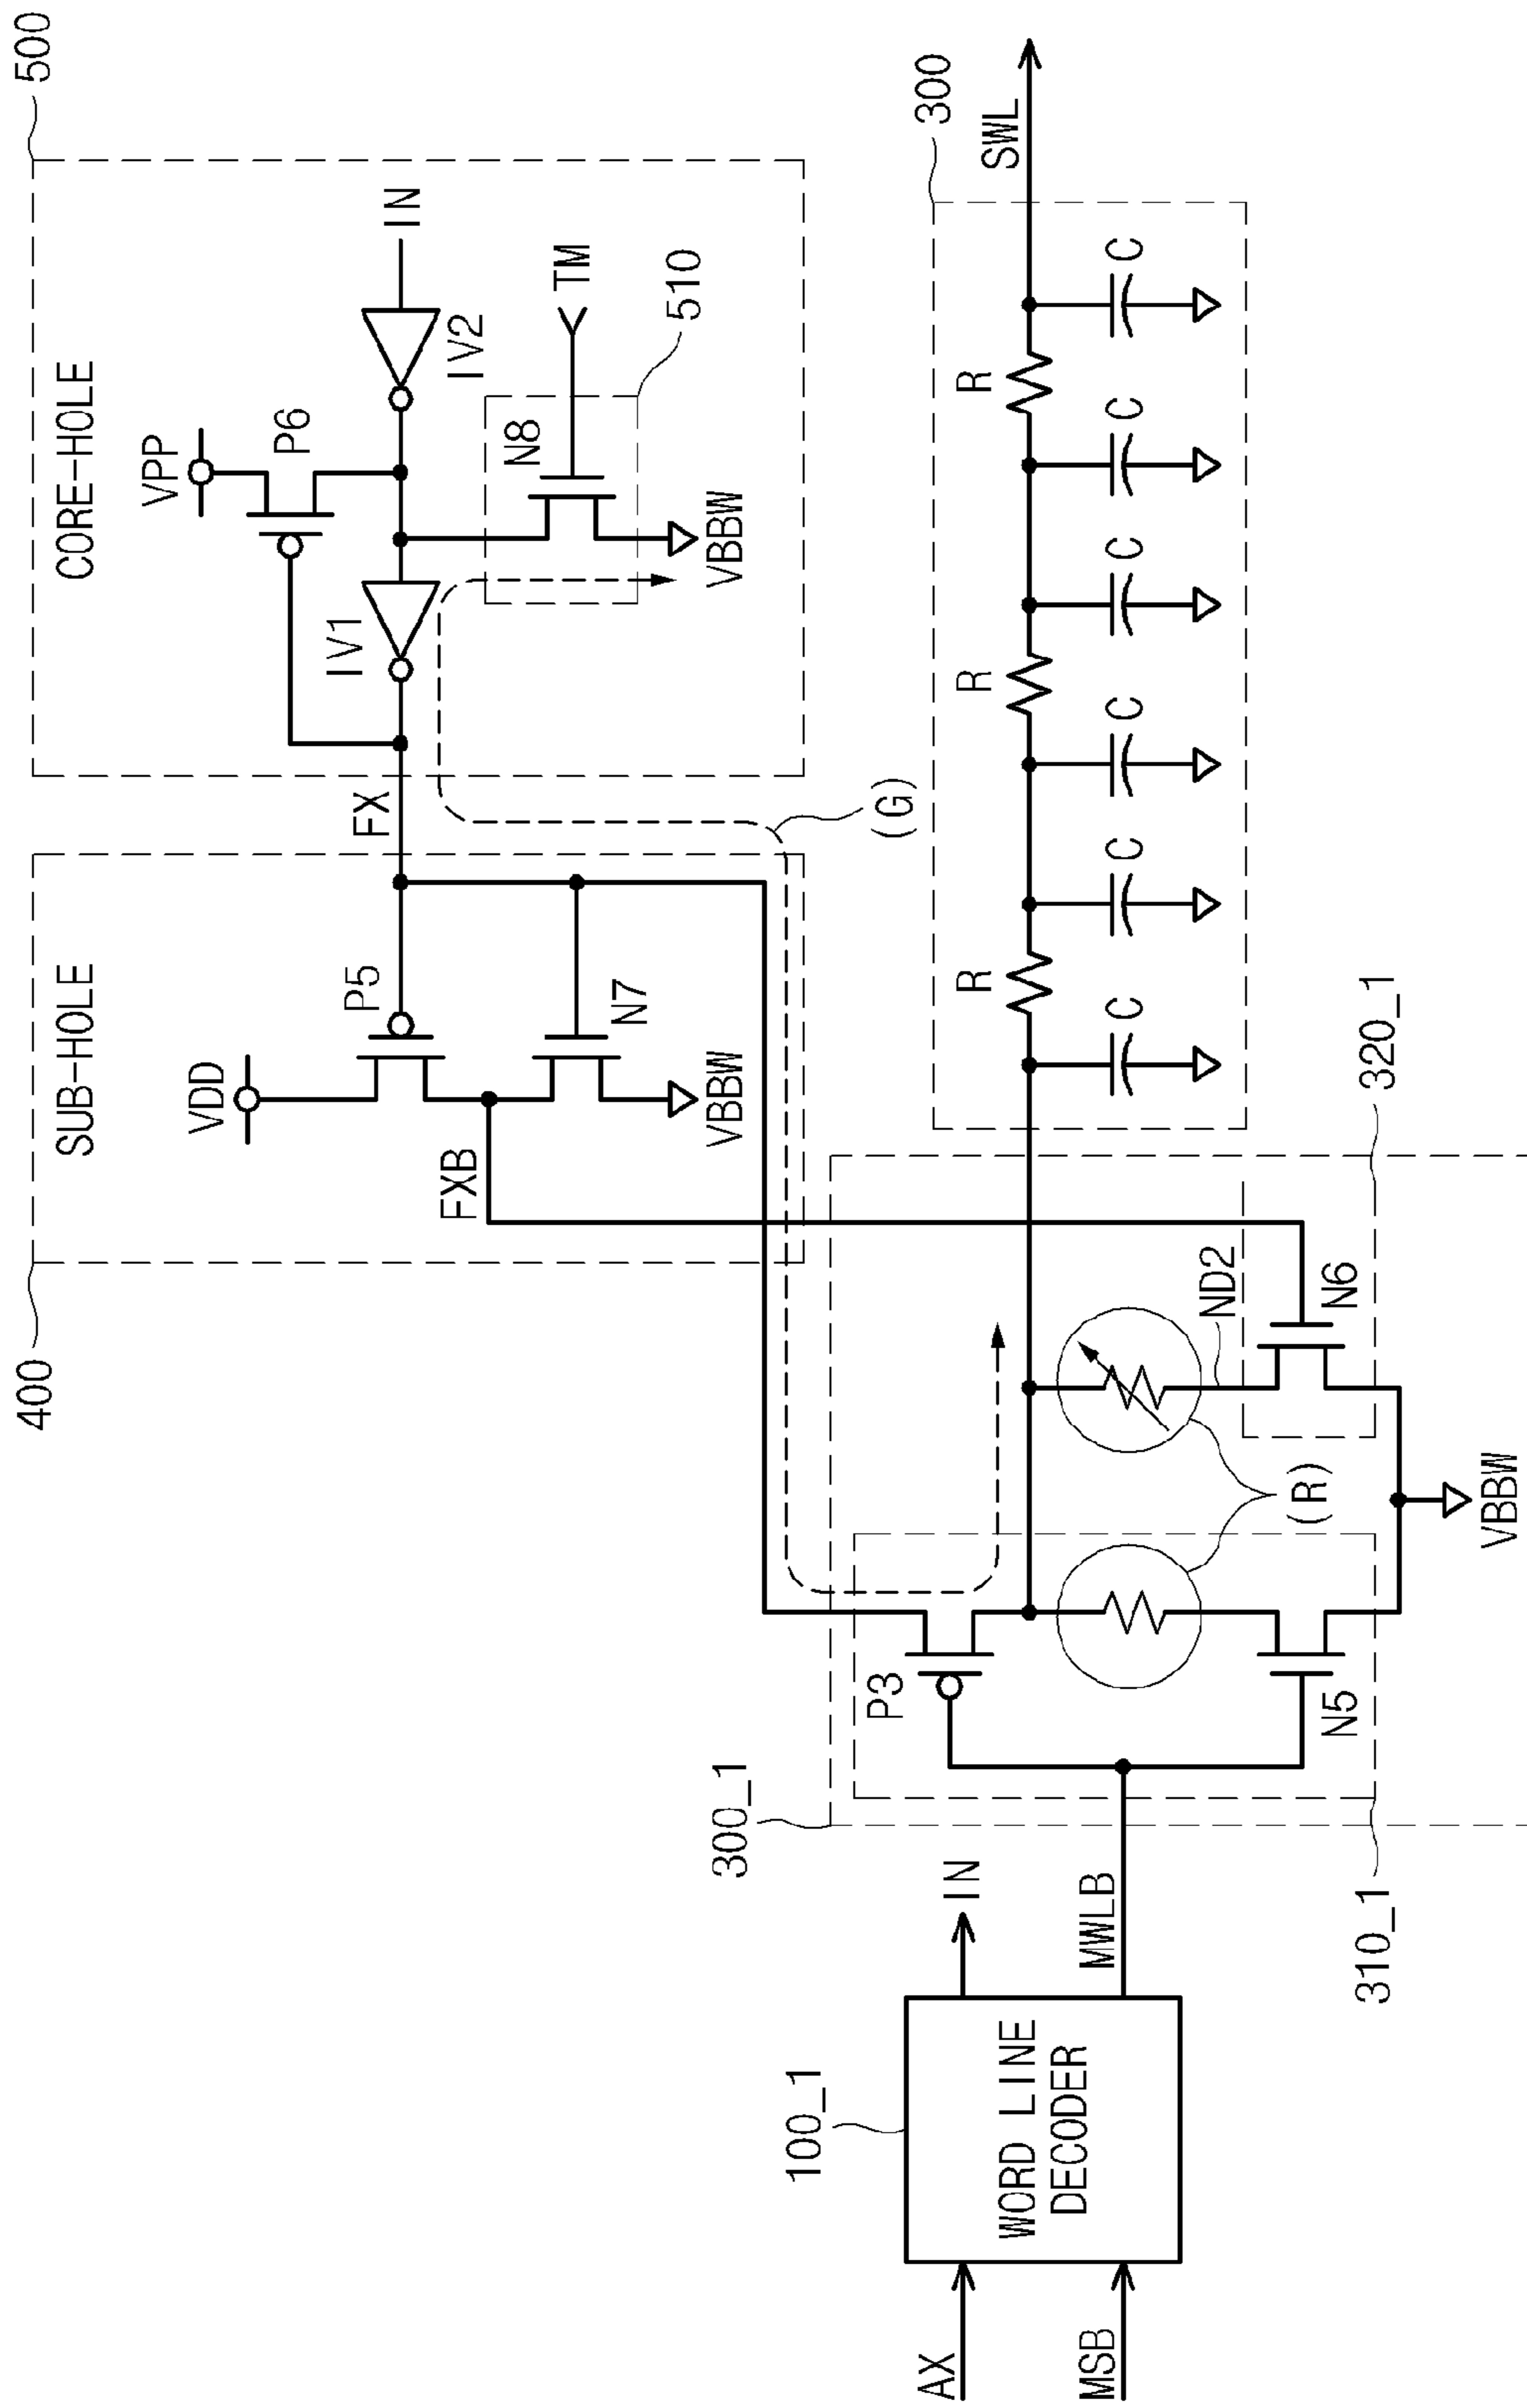 500
CORE-HOLE
VPP
P6
IN
IV2
IV1
N8
TM
510
VBBW
FX
(G)
400
SUB-HOLE
VDD
P5
N7
FXB
VBBW
300
SWL
R
R
R
C
C
C
C
C
C
300_1
P3
N5
310_1
(R)
ND2
N6
320_1
VBBW
100_1
WORD LINE
DECODER
AX
MSB
IN
MWLB